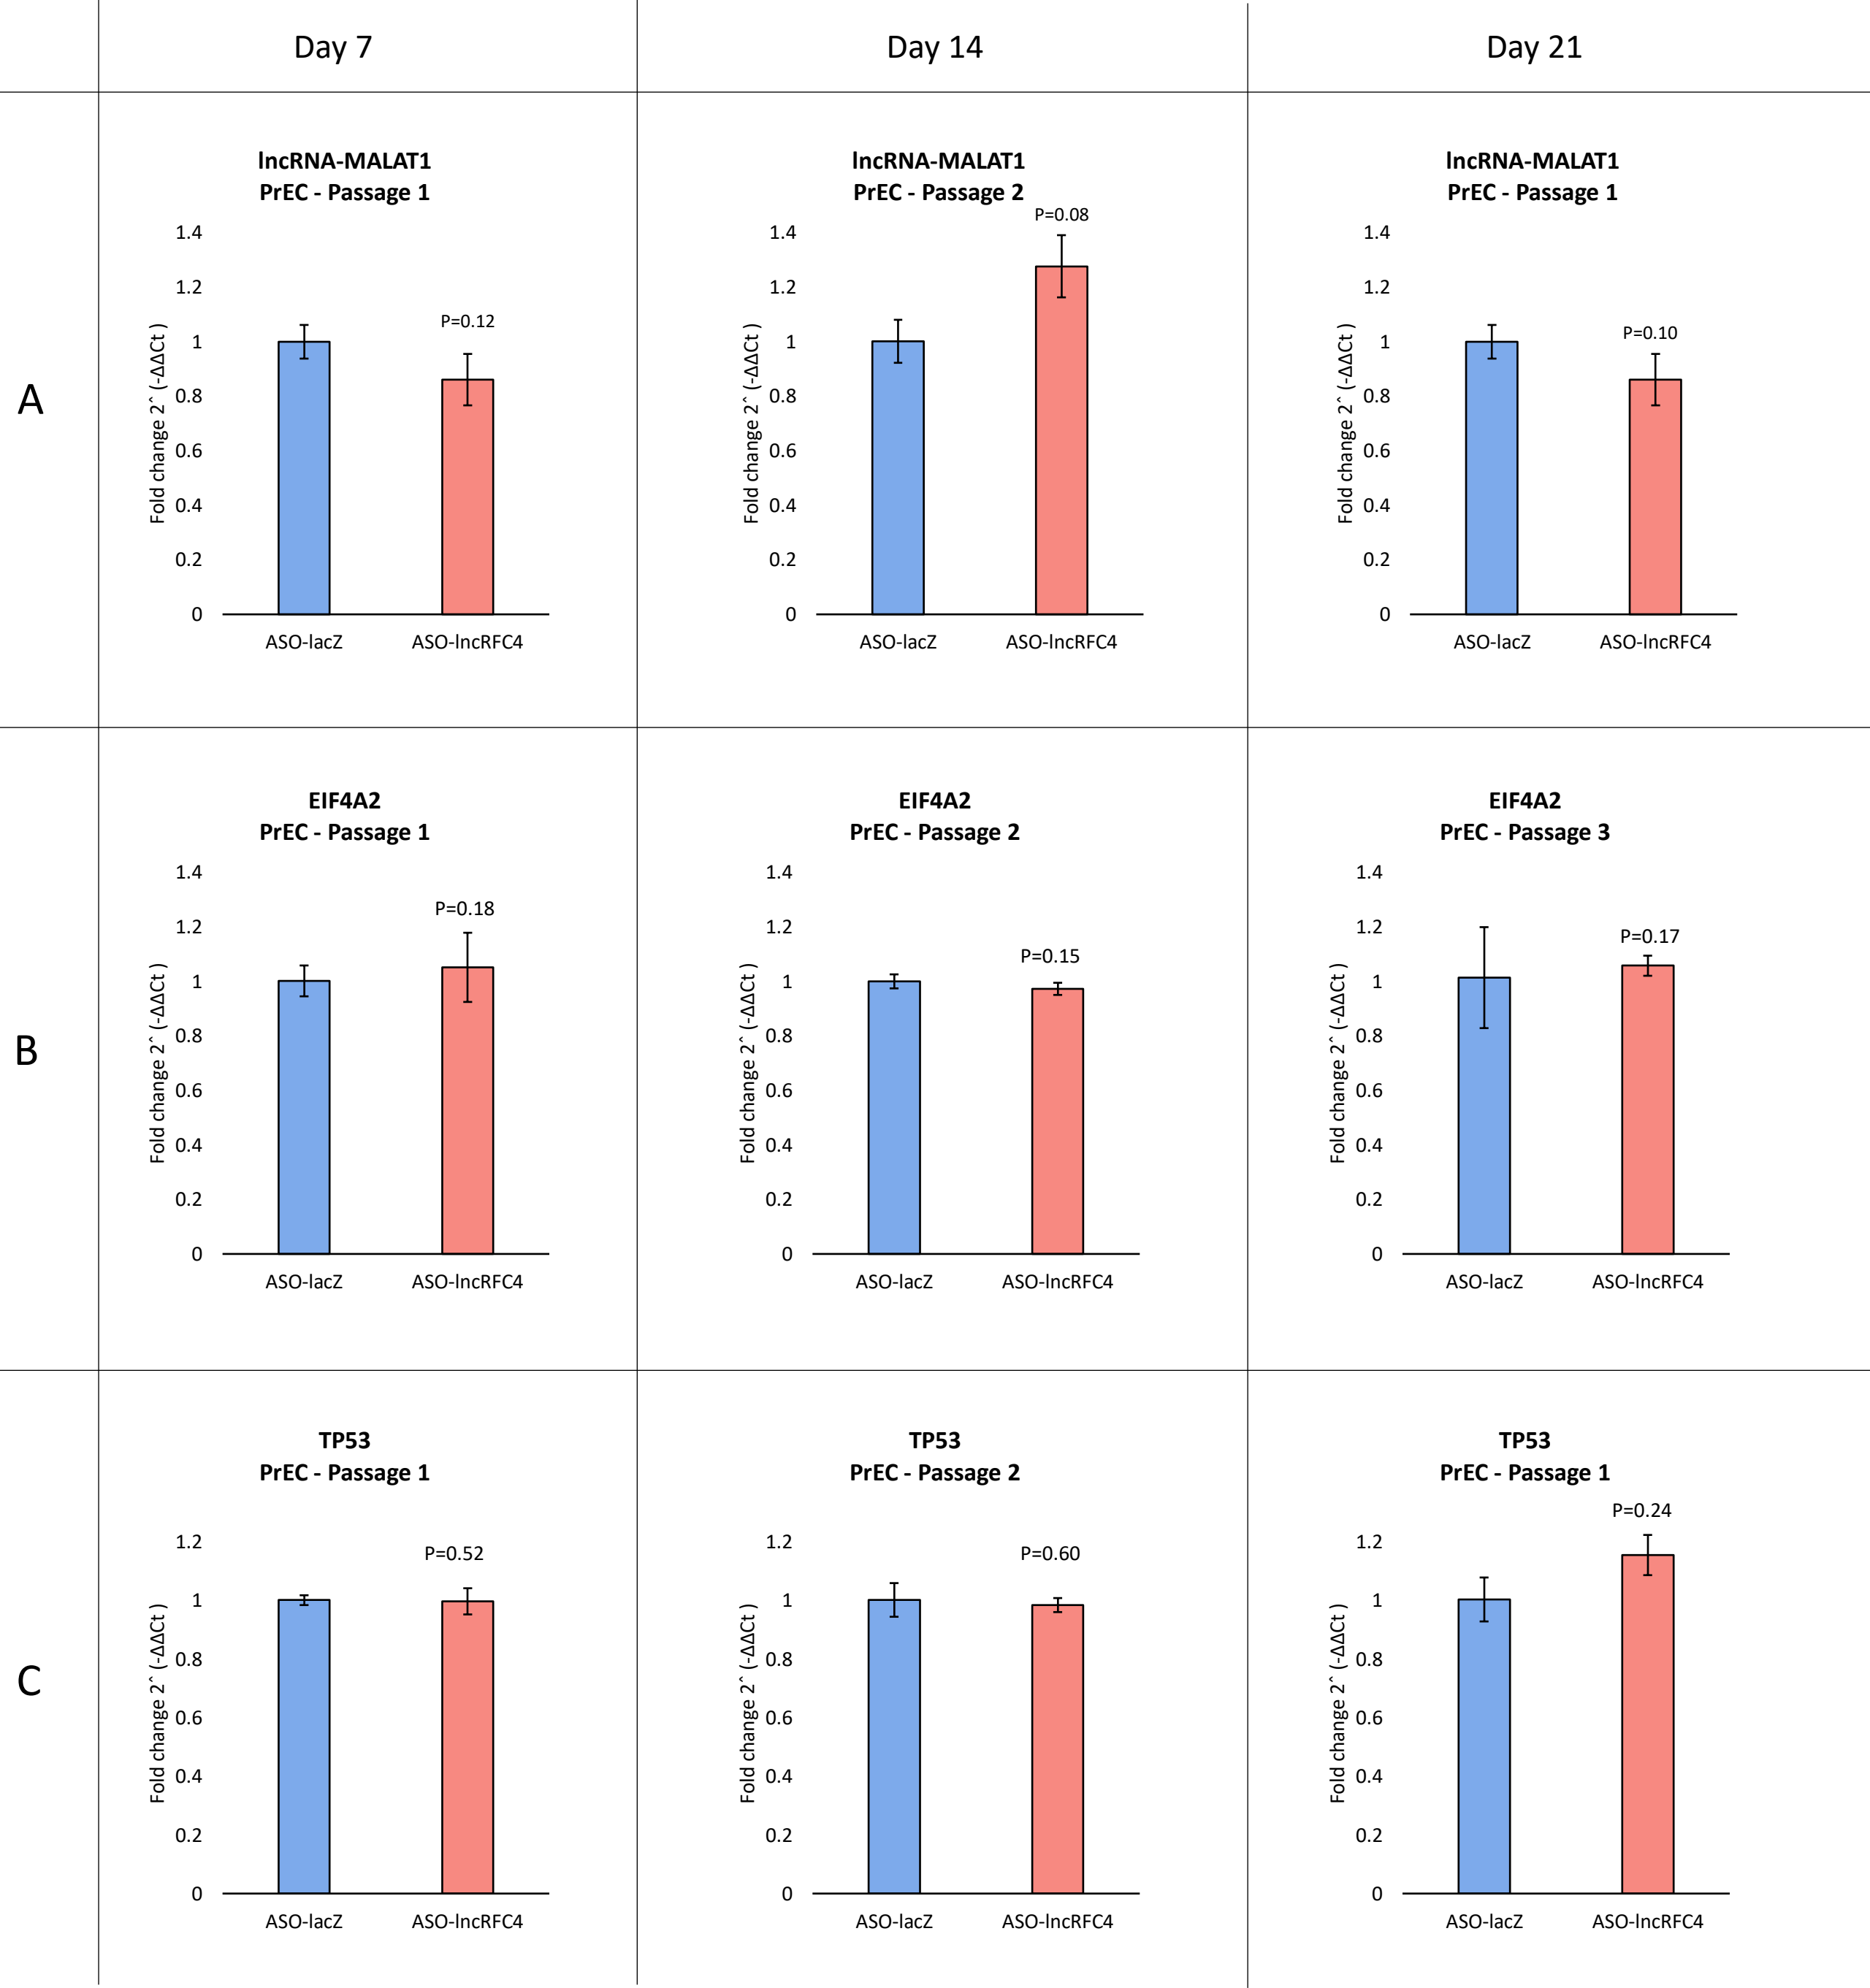 Day 7
Day 14
Day 21
A
lncRNA-MALAT1
PrEC - Passage 1
P=0.12
Fold change 2^ (-ΔΔCt )
1.4
1.2
1
0.8
0.6
0.4
0.2
0
ASO-lacZ
ASO-lncRFC4
lncRNA-MALAT1
PrEC - Passage 2
P=0.08
Fold change 2^ (-ΔΔCt )
1.4
1.2
1
0.8
0.6
0.4
0.2
0
ASO-lacZ
ASO-lncRFC4
lncRNA-MALAT1
PrEC - Passage 1
P=0.10
Fold change 2^ (-ΔΔCt )
1.4
1.2
1
0.8
0.6
0.4
0.2
0
ASO-lacZ
ASO-lncRFC4
B
EIF4A2
PrEC - Passage 1
P=0.18
Fold change 2^ (-ΔΔCt )
1.4
1.2
1
0.8
0.6
0.4
0.2
0
ASO-lacZ
ASO-lncRFC4
EIF4A2
PrEC - Passage 2
P=0.15
Fold change 2^ (-ΔΔCt )
1.4
1.2
1
0.8
0.6
0.4
0.2
0
ASO-lacZ
ASO-lncRFC4
EIF4A2
PrEC - Passage 3
P=0.17
Fold change 2^ (-ΔΔCt )
1.4
1.2
1
0.8
0.6
0.4
0.2
0
ASO-lacZ
ASO-lncRFC4
C
TP53
PrEC - Passage 1
P=0.52
Fold change 2^ (-ΔΔCt )
1.2
1
0.8
0.6
0.4
0.2
0
ASO-lacZ
ASO-lncRFC4
TP53
PrEC - Passage 2
P=0.60
Fold change 2^ (-ΔΔCt )
1.2
1
0.8
0.6
0.4
0.2
0
ASO-lacZ
ASO-lncRFC4
TP53
PrEC - Passage 1
P=0.24
Fold change 2^ (-ΔΔCt )
1.2
1
0.8
0.6
0.4
0.2
0
ASO-lacZ
ASO-lncRFC4